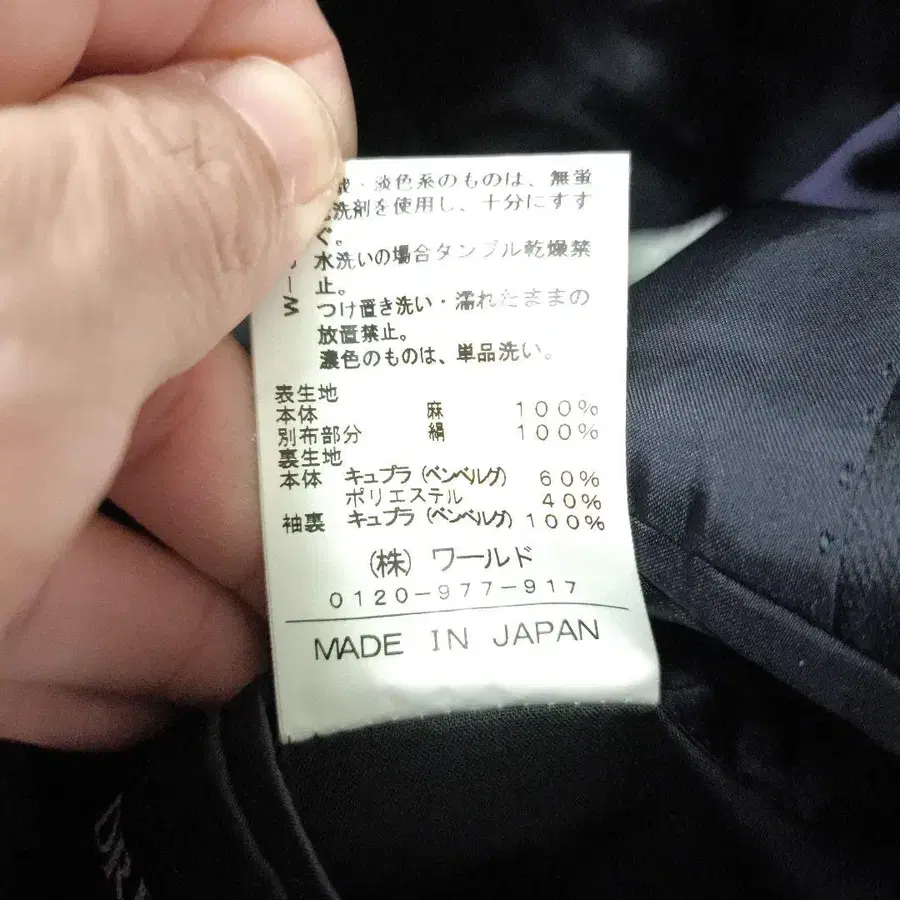 ・淡色系のものは、無蛍
洗剤を使用し、十分にすす
ぐ。
水洗いの場合タンブル乾燥禁
止。
つけ置き洗い・濡れたままの
放置禁止。
濃色のものは、単品洗い。
表生地
本体 麻 100%
別布部分 絹 100%
裏生地
本体 キュプラ(ベンベルグ) 60%
ポリエステル 40%
袖裏 キュプラ(ベンベルグ) 100%
(株)ワールド
0120-977-917
MADE IN JAPAN